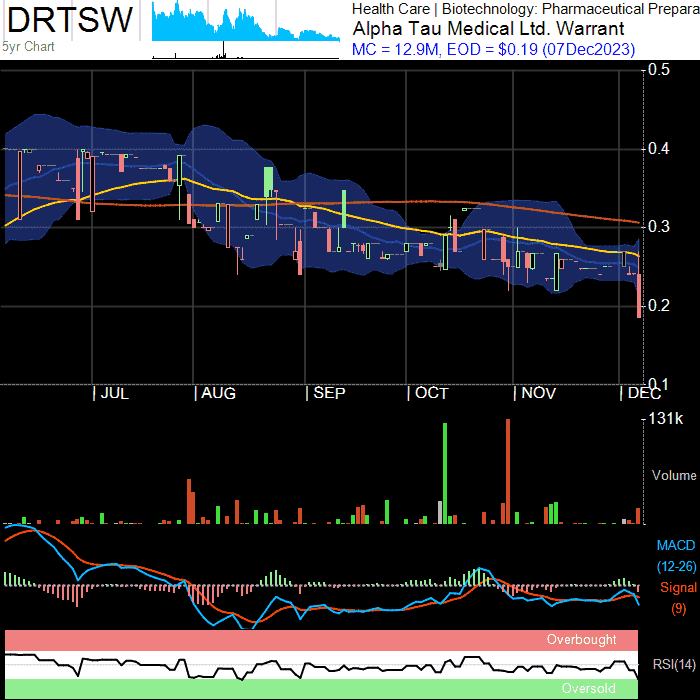 DRTSW
5yr Chart
Health Care | Biotechnology: Pharmaceutical Prepara
Alpha Tau Medical Ltd. Warrant
MC = 12.9M, EOD = $0.19 (07Dec2023)
0.5
0.4
0.3
0.2
0.1
| JUL | AUG | SEP | OCT | NOV | DEC
131k
Volume
MACD
(12-26)
Signal
(9)
Overbought
RSI(14)
Oversold